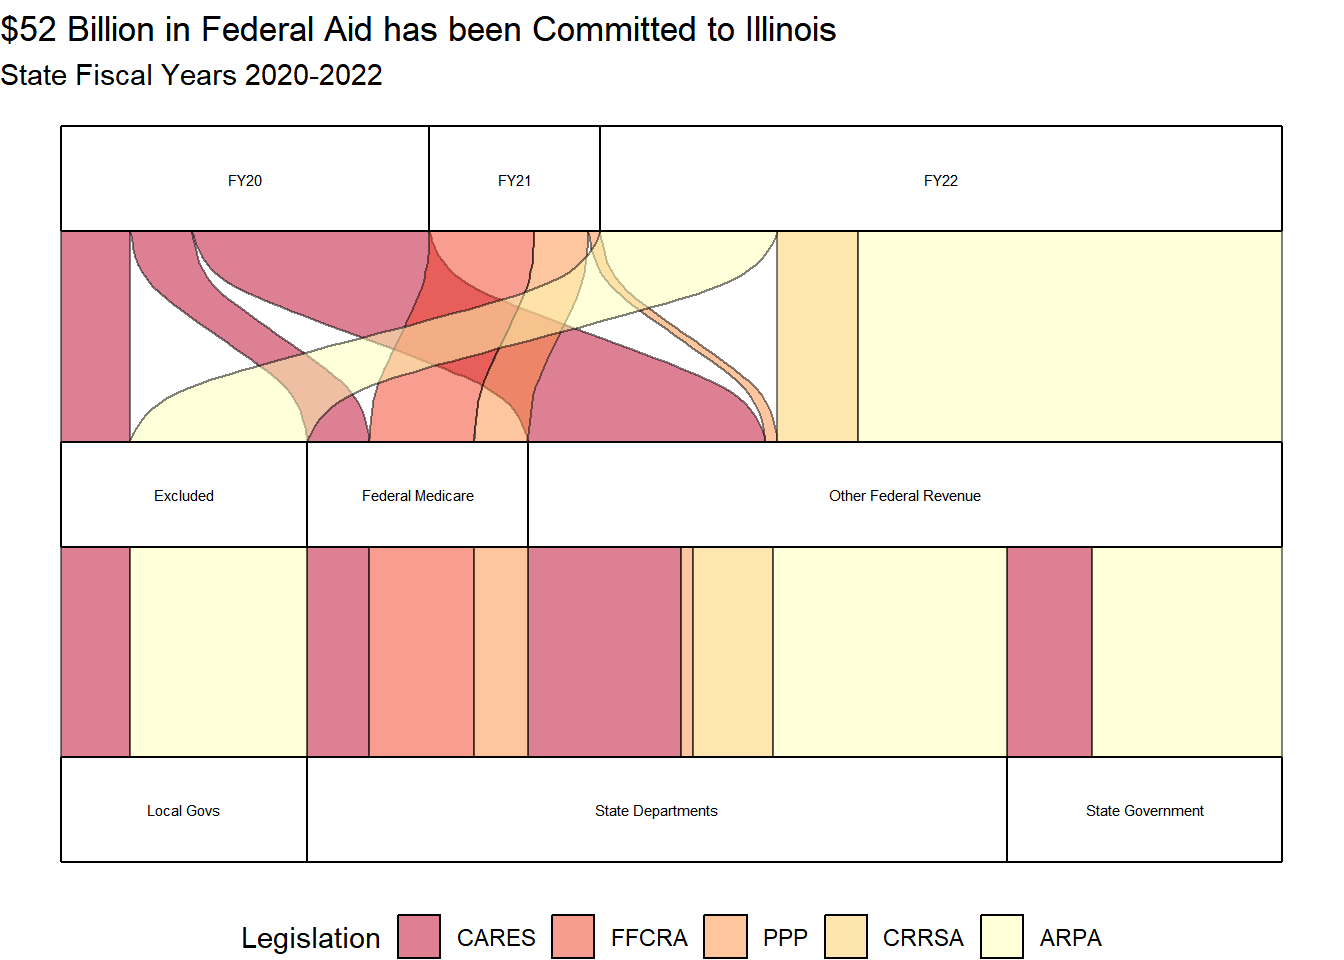 $52 Billion in Federal Aid has been Committed to Illinois
State Fiscal Years 2020-2022
FY20 FY21 FY22
Excluded Federal Medicare Other Federal Revenue
Local Govs State Departments State Government
Legislation CARES FFCRA PPP CRRSA ARPA